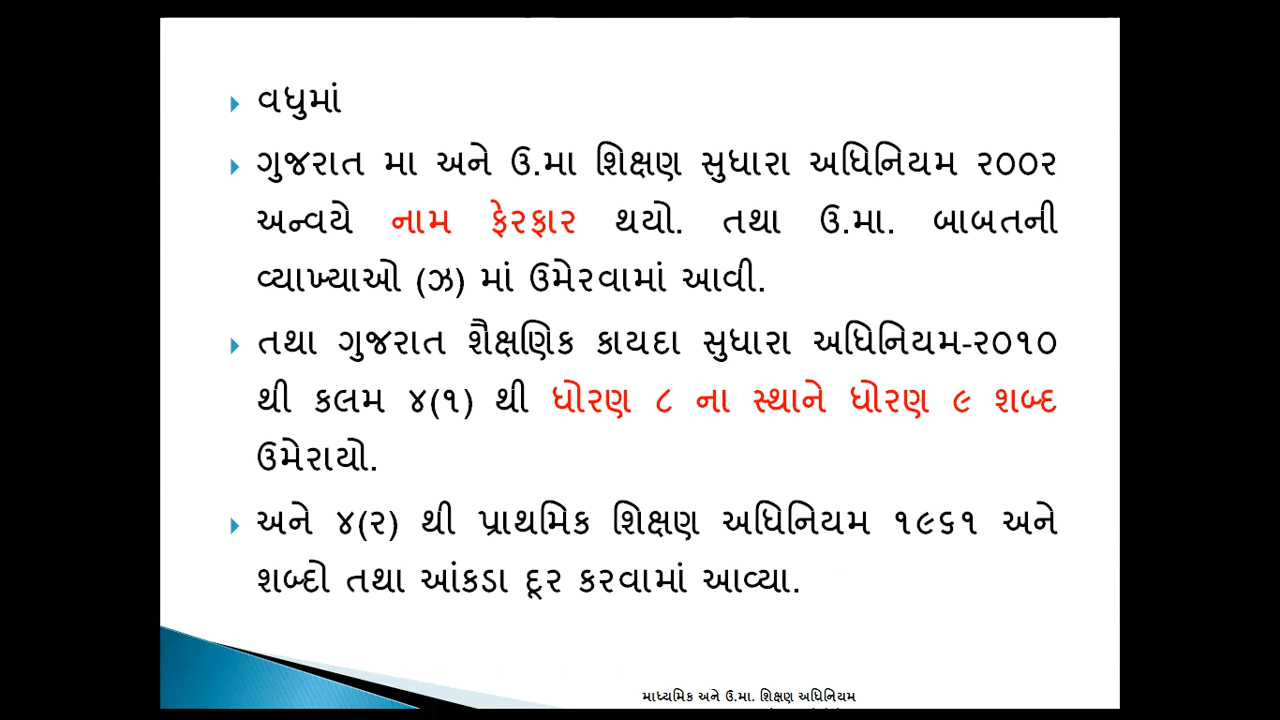 વધુમાં
ગુજરાત મા અને ઉ.મા શિક્ષણ સુધારા અધિનિયમ ૨૦૦૨
અન્વયે નામ ફેરફાર થયો. તથા ઉ.મા. બાબતની
વ્યાખ્યાઓ (ઝ) માં ઉમેરવામાં આવી.
તથા ગુજરાત શૈક્ષણિક કાયદા સુધારા અધિનિયમ-૨૦૧૦
થી કલમ ૪(૧) થી ધોરણ ૮ ના સ્થાને ધોરણ ૯ શબ્દ
ઉમેરાયો.
અને ૪(૨) થી પ્રાથમિક શિક્ષણ અધિનિયમ ૧૯૬૧ અને
શબ્દો તથા આંકડા દૂર કરવામાં આવ્યા.
માધ્યમિક અને ઉ.મા. શિક્ષણ અધિનિયમ